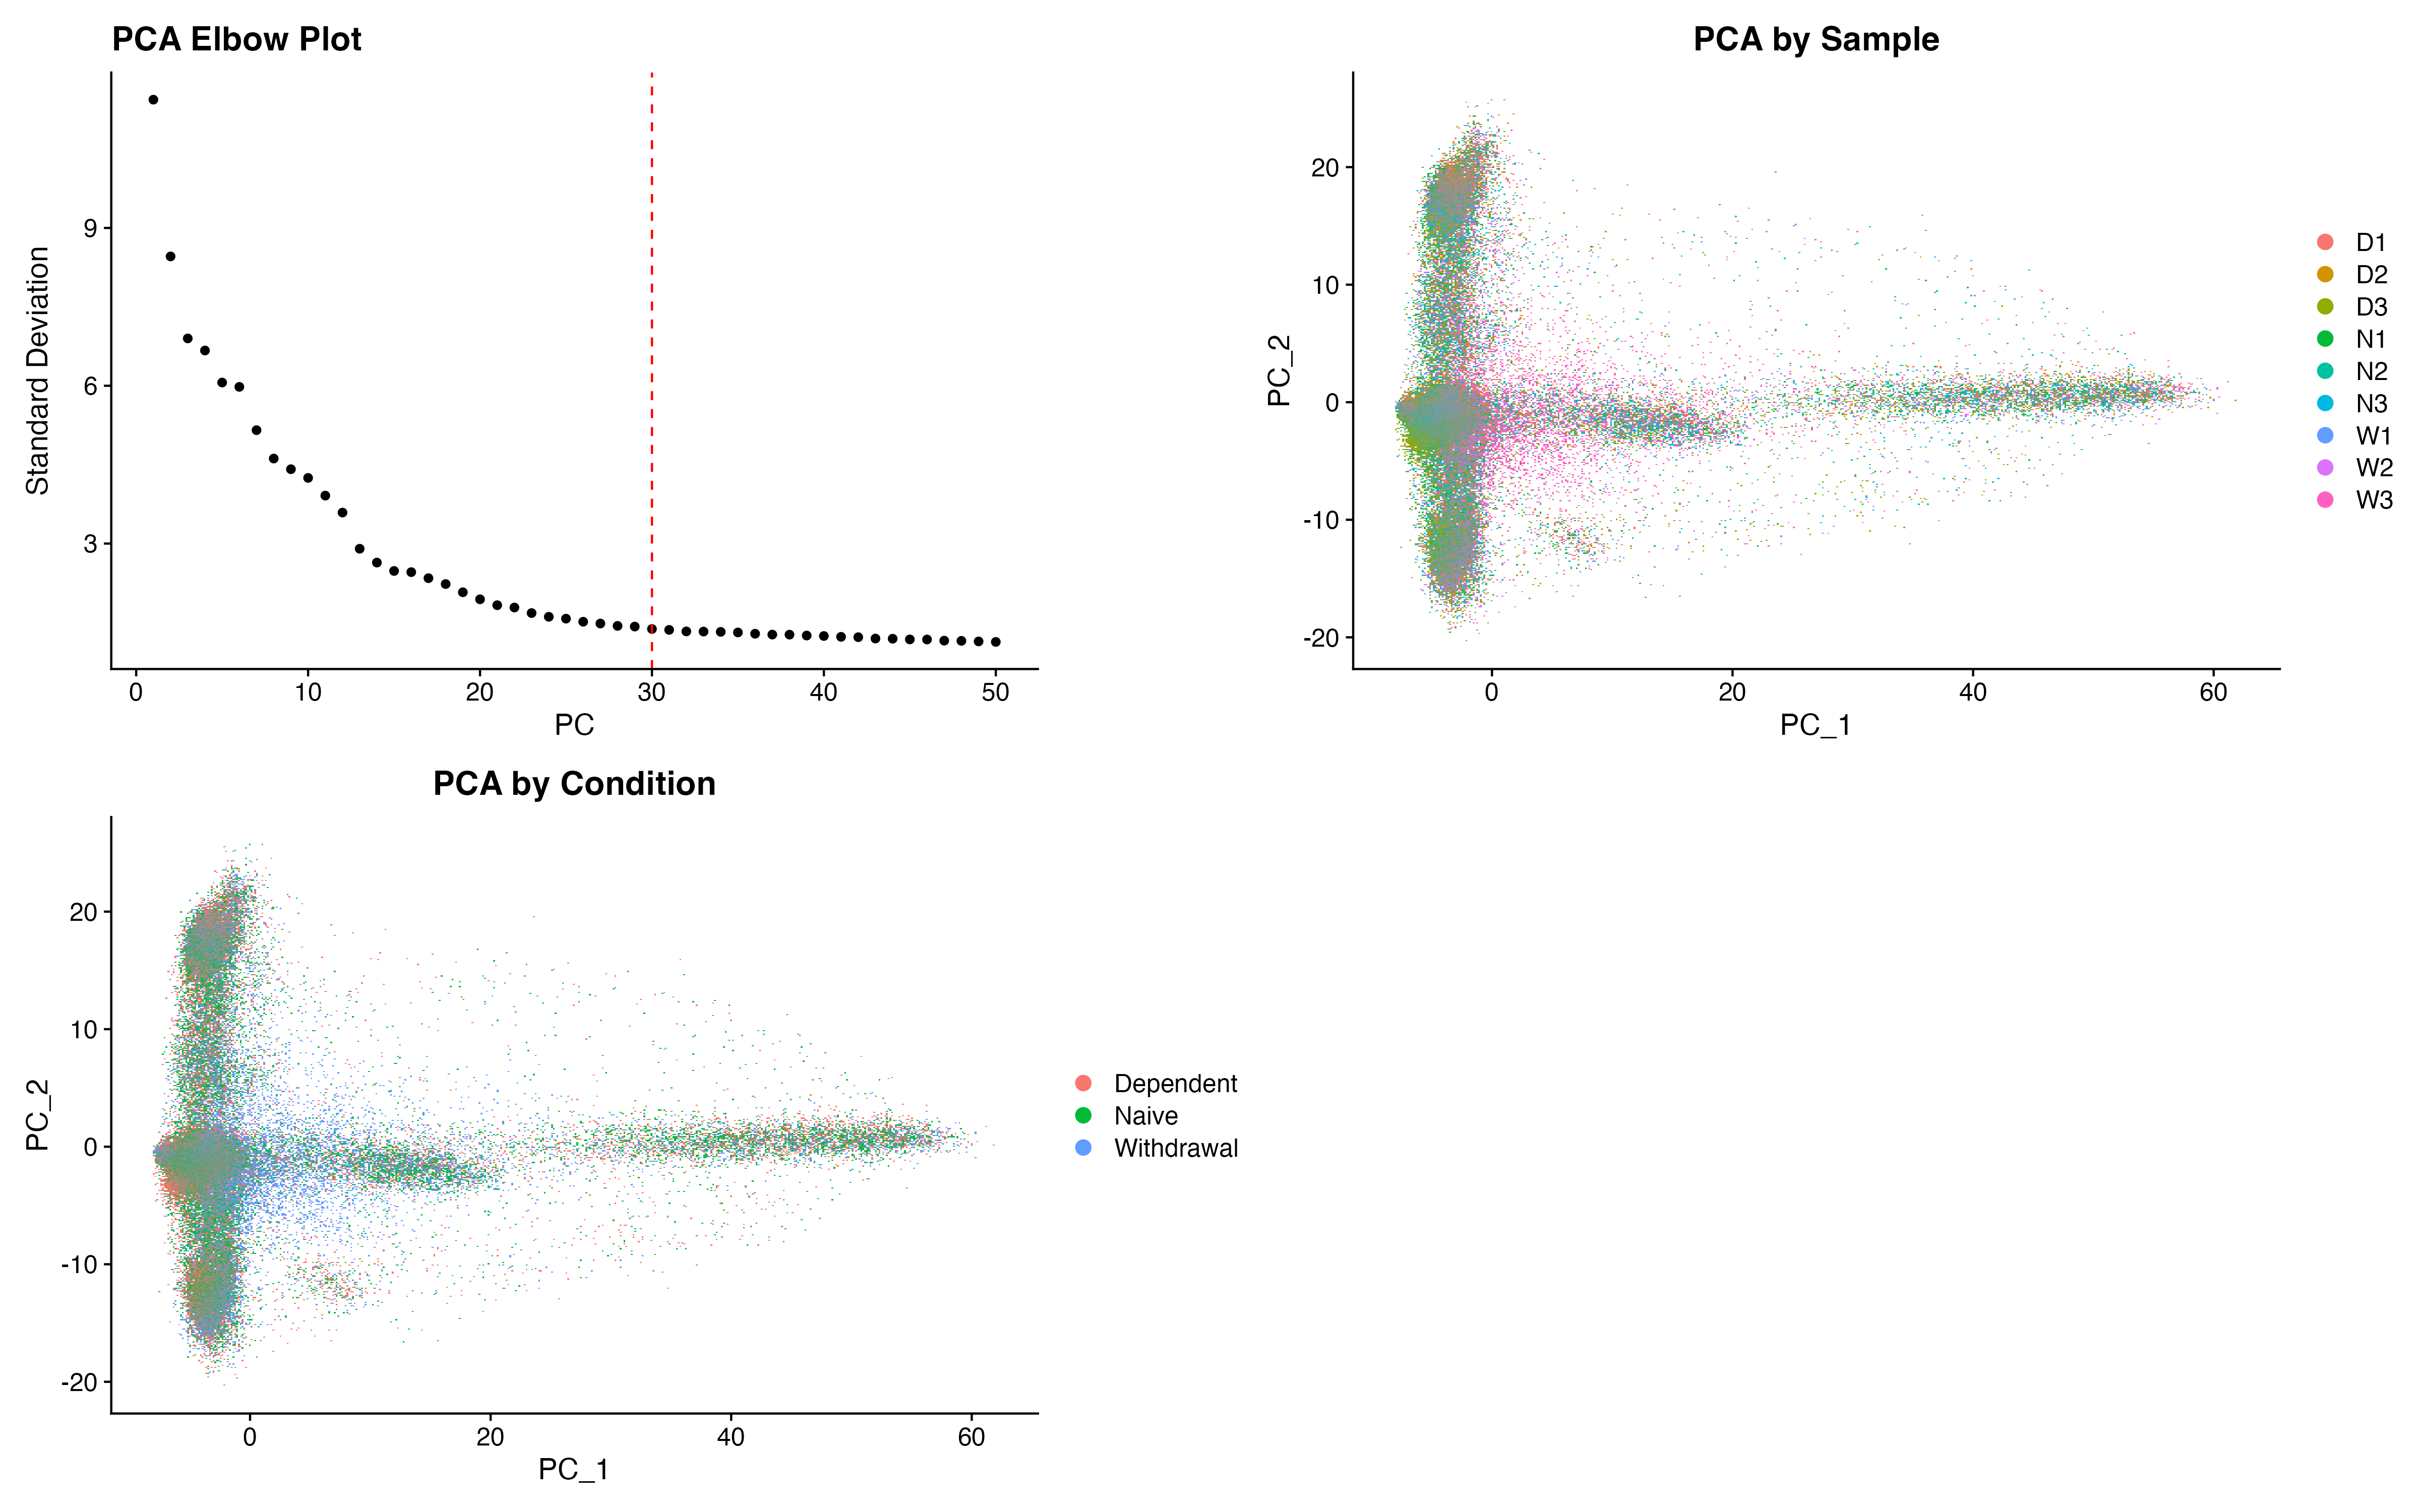 PCA Elbow Plot
Standard Deviation
9
6
3
0 10 20 30 40 50
PC
PCA by Sample
PC_2
20
10
0
-10
-20
0 20 40 60
PC_1
D1
D2
D3
N1
N2
N3
W1
W2
W3
PCA by Condition
PC_2
20
10
0
-10
-20
0 20 40 60
PC_1
Dependent
Naive
Withdrawal